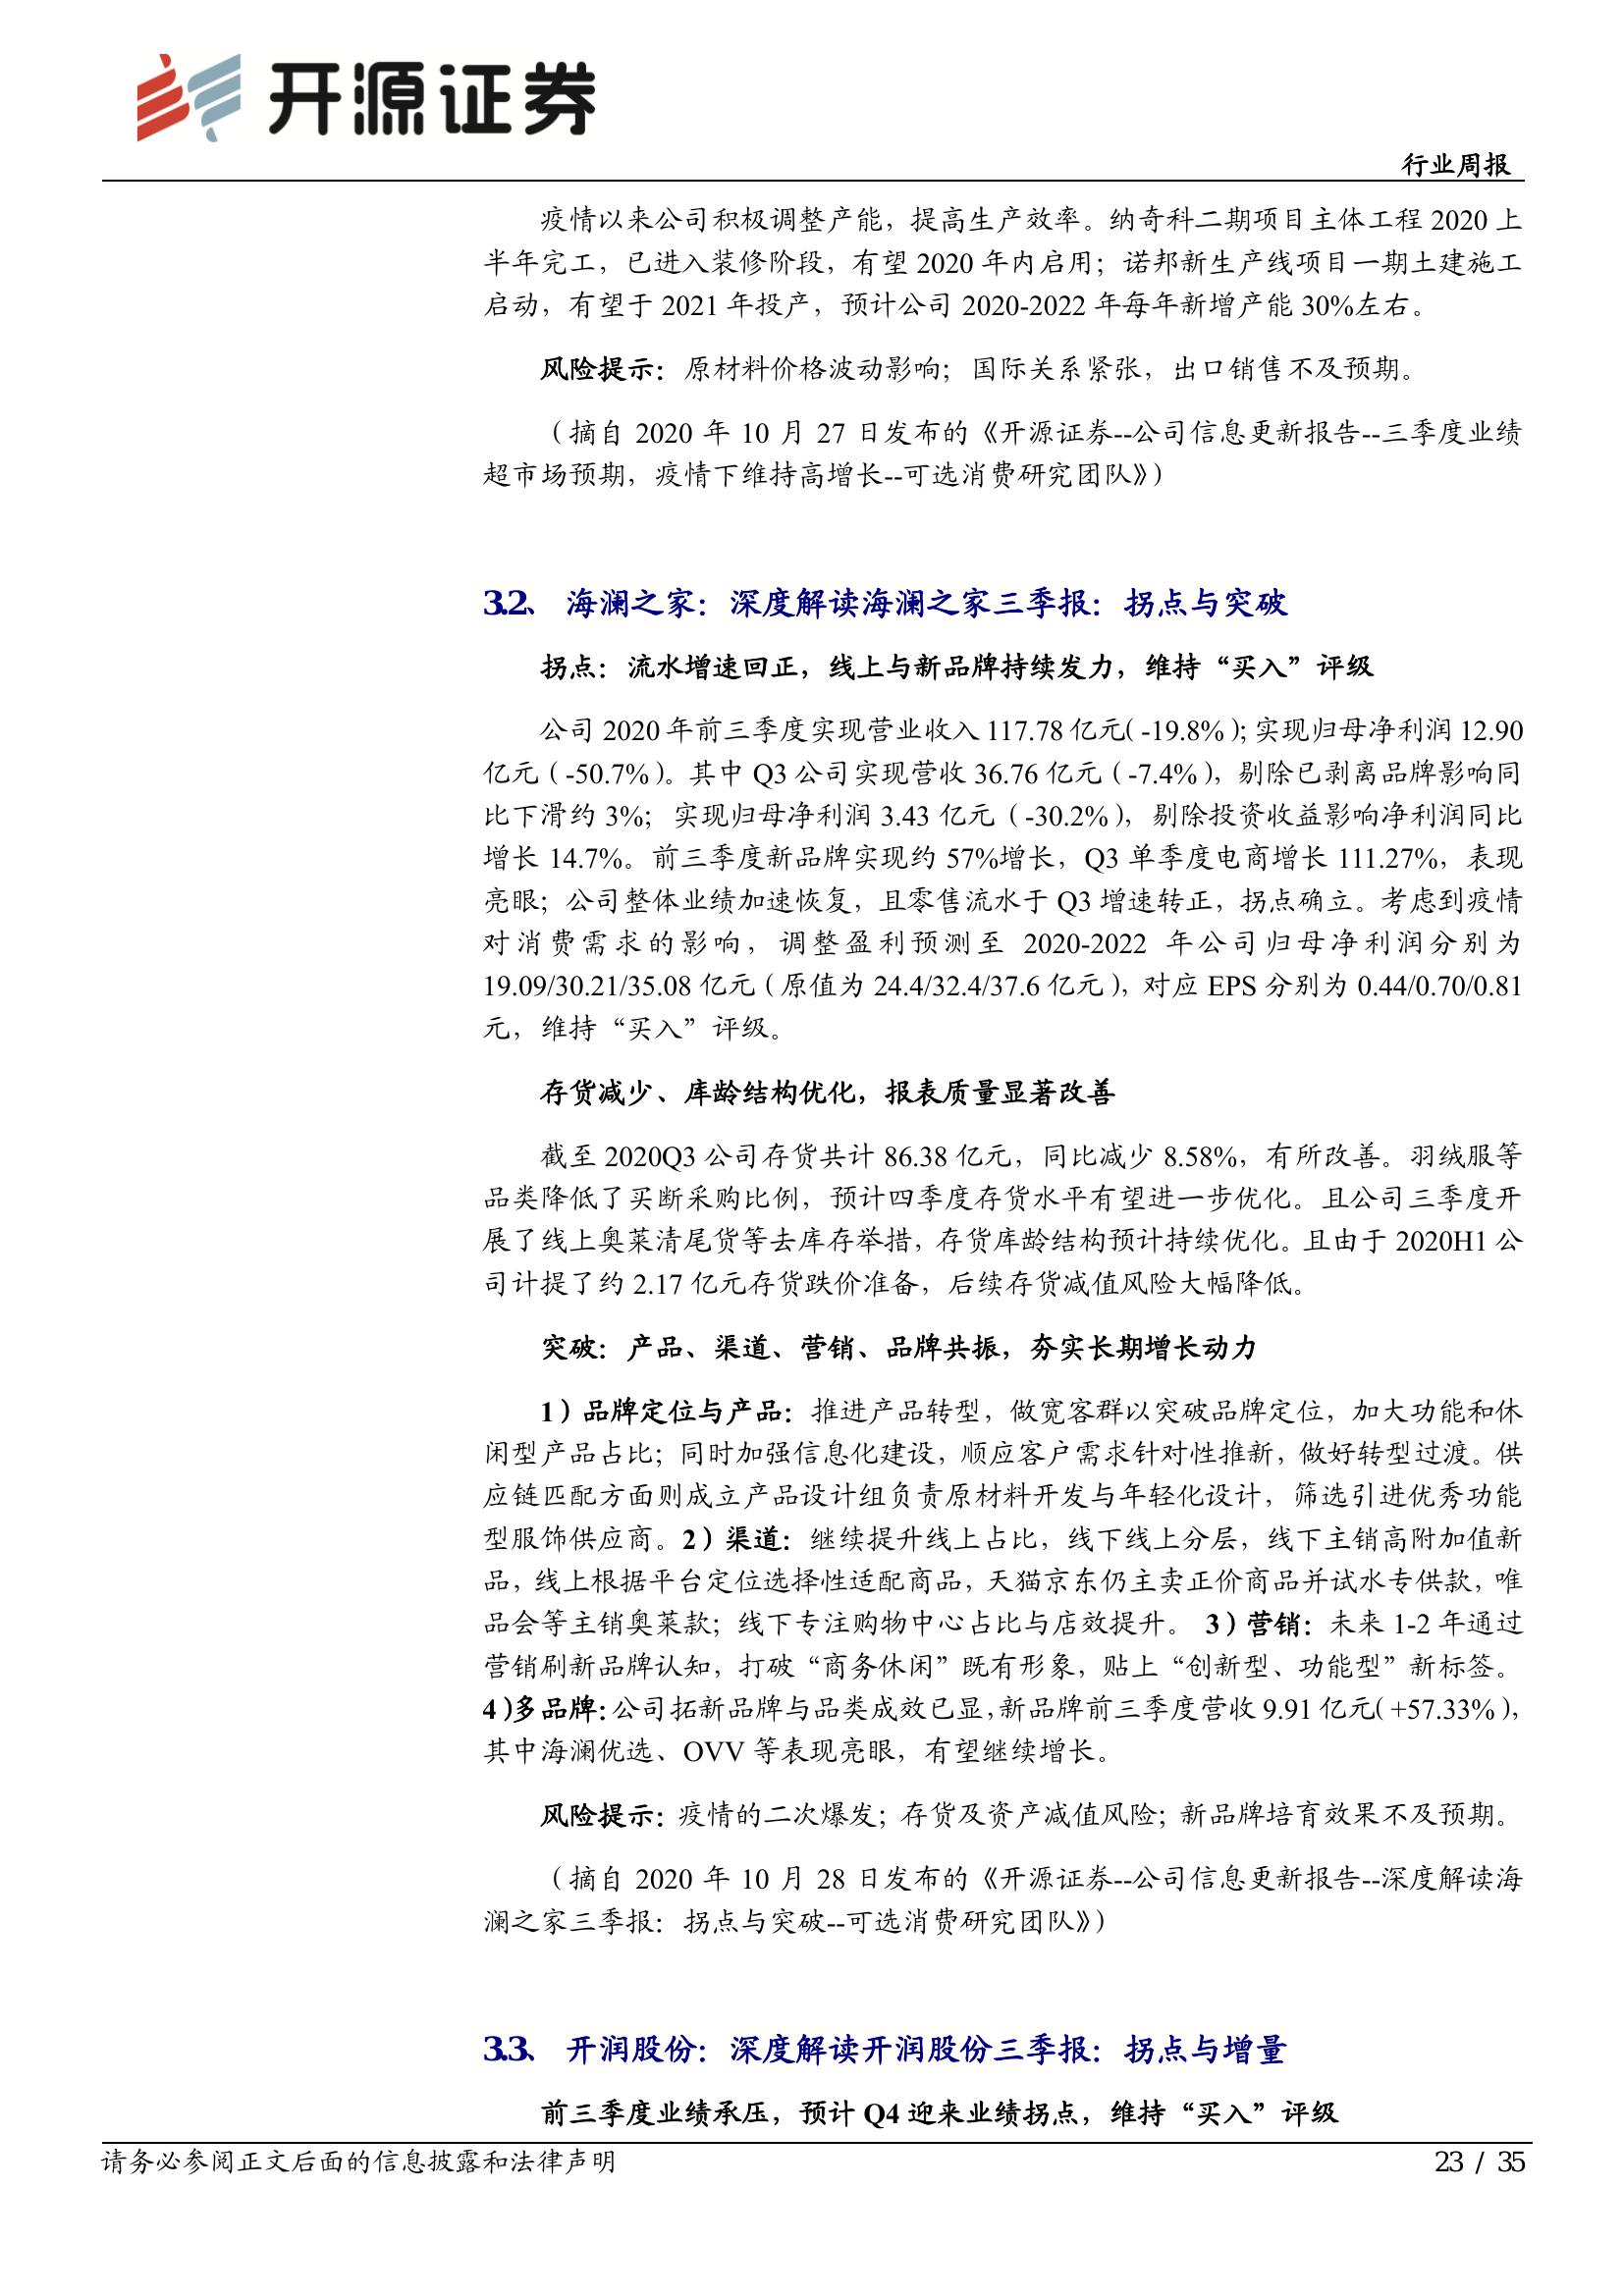 开源证券
行业周报
疫情以来公司积极调整产能，提高生产效率。纳奇科二期项目主体工程 2020 上
半年完工，已进入装修阶段，有望 2020 年内启用；诺邦新生产线项目一期土建施工
启动，有望于 2021 年投产，预计公司 2020-2022 年每年新增产能 30%左右。
风险提示：原材料价格波动影响；国际关系紧张，出口销售不及预期。
（摘自 2020 年 10 月 27 日发布的《开源证券--公司信息更新报告--三季度业绩
超市场预期，疫情下维持高增长--可选消费研究团队》）
3.2、 海澜之家：深度解读海澜之家三季报：拐点与突破
拐点：流水增速回正，线上与新品牌持续发力，维持“买入”评级
公司 2020 年前三季度实现营业收入 117.78 亿元（-19.8%）；实现归母净利润 12.90
亿元（-50.7%）。其中 Q3 公司实现营收 36.76 亿元（-7.4%），剔除已剥离品牌影响同
比下滑约 3%；实现归母净利润 3.43 亿元（-30.2%），剔除投资收益影响净利润同比
增长 14.7%。前三季度新品牌实现约 57%增长，Q3 单季度电商增长 111.27%，表现
亮眼；公司整体业绩加速恢复，且零售流水于 Q3 增速转正，拐点确立。考虑到疫情
对消费需求的影响，调整盈利预测至 2020-2022 年公司归母净利润分别为
19.09/30.21/35.08 亿元（原值为 24.4/32.4/37.6 亿元），对应 EPS 分别为 0.44/0.70/0.81
元，维持“买入”评级。
存货减少、库龄结构优化，报表质量显著改善
截至 2020Q3 公司存货共计 86.38 亿元，同比减少 8.58%，有所改善。羽绒服等
品类降低了买断采购比例，预计四季度存货水平有望进一步优化。且公司三季度开
展了线上奥莱清尾货等去库存举措，存货库龄结构预计持续优化。且由于 2020H1 公
司计提了约 2.17 亿元存货跌价准备，后续存货减值风险大幅降低。
突破：产品、渠道、营销、品牌共振，夯实长期增长动力
1）品牌定位与产品：推进产品转型，做宽客群以突破品牌定位，加大功能和休
闲型产品占比；同时加强信息化建设，顺应客户需求针对性推新，做好转型过渡。供
应链匹配方面则成立产品设计组负责原材料开发与年轻化设计，筛选引进优秀功能
型服饰供应商。2）渠道：继续提升线上占比，线下线上分层，线下主销高附加值新
品，线上根据平台定位选择性适配商品，天猫京东仍主卖正价商品并试水专供款，唯
品会等主销奥莱款；线下专注购物中心占比与店效提升。 3）营销：未来 1-2 年通过
营销刷新品牌认知，打破“商务休闲”既有形象，贴上“创新型、功能型”新标签。
4）多品牌：公司拓新品牌与品类成效已显，新品牌前三季度营收 9.91 亿元（+57.33%），
其中海澜优选、OVV 等表现亮眼，有望继续增长。
风险提示：疫情的二次爆发；存货及资产减值风险；新品牌培育效果不及预期。
（摘自 2020 年 10 月 28 日发布的《开源证券--公司信息更新报告--深度解读海
澜之家三季报：拐点与突破--可选消费研究团队》）
3.3、 开润股份：深度解读开润股份三季报：拐点与增量
前三季度业绩承压，预计 Q4 迎来业绩拐点，维持“买入”评级
请务必参阅正文后面的信息披露和法律声明
23 / 35